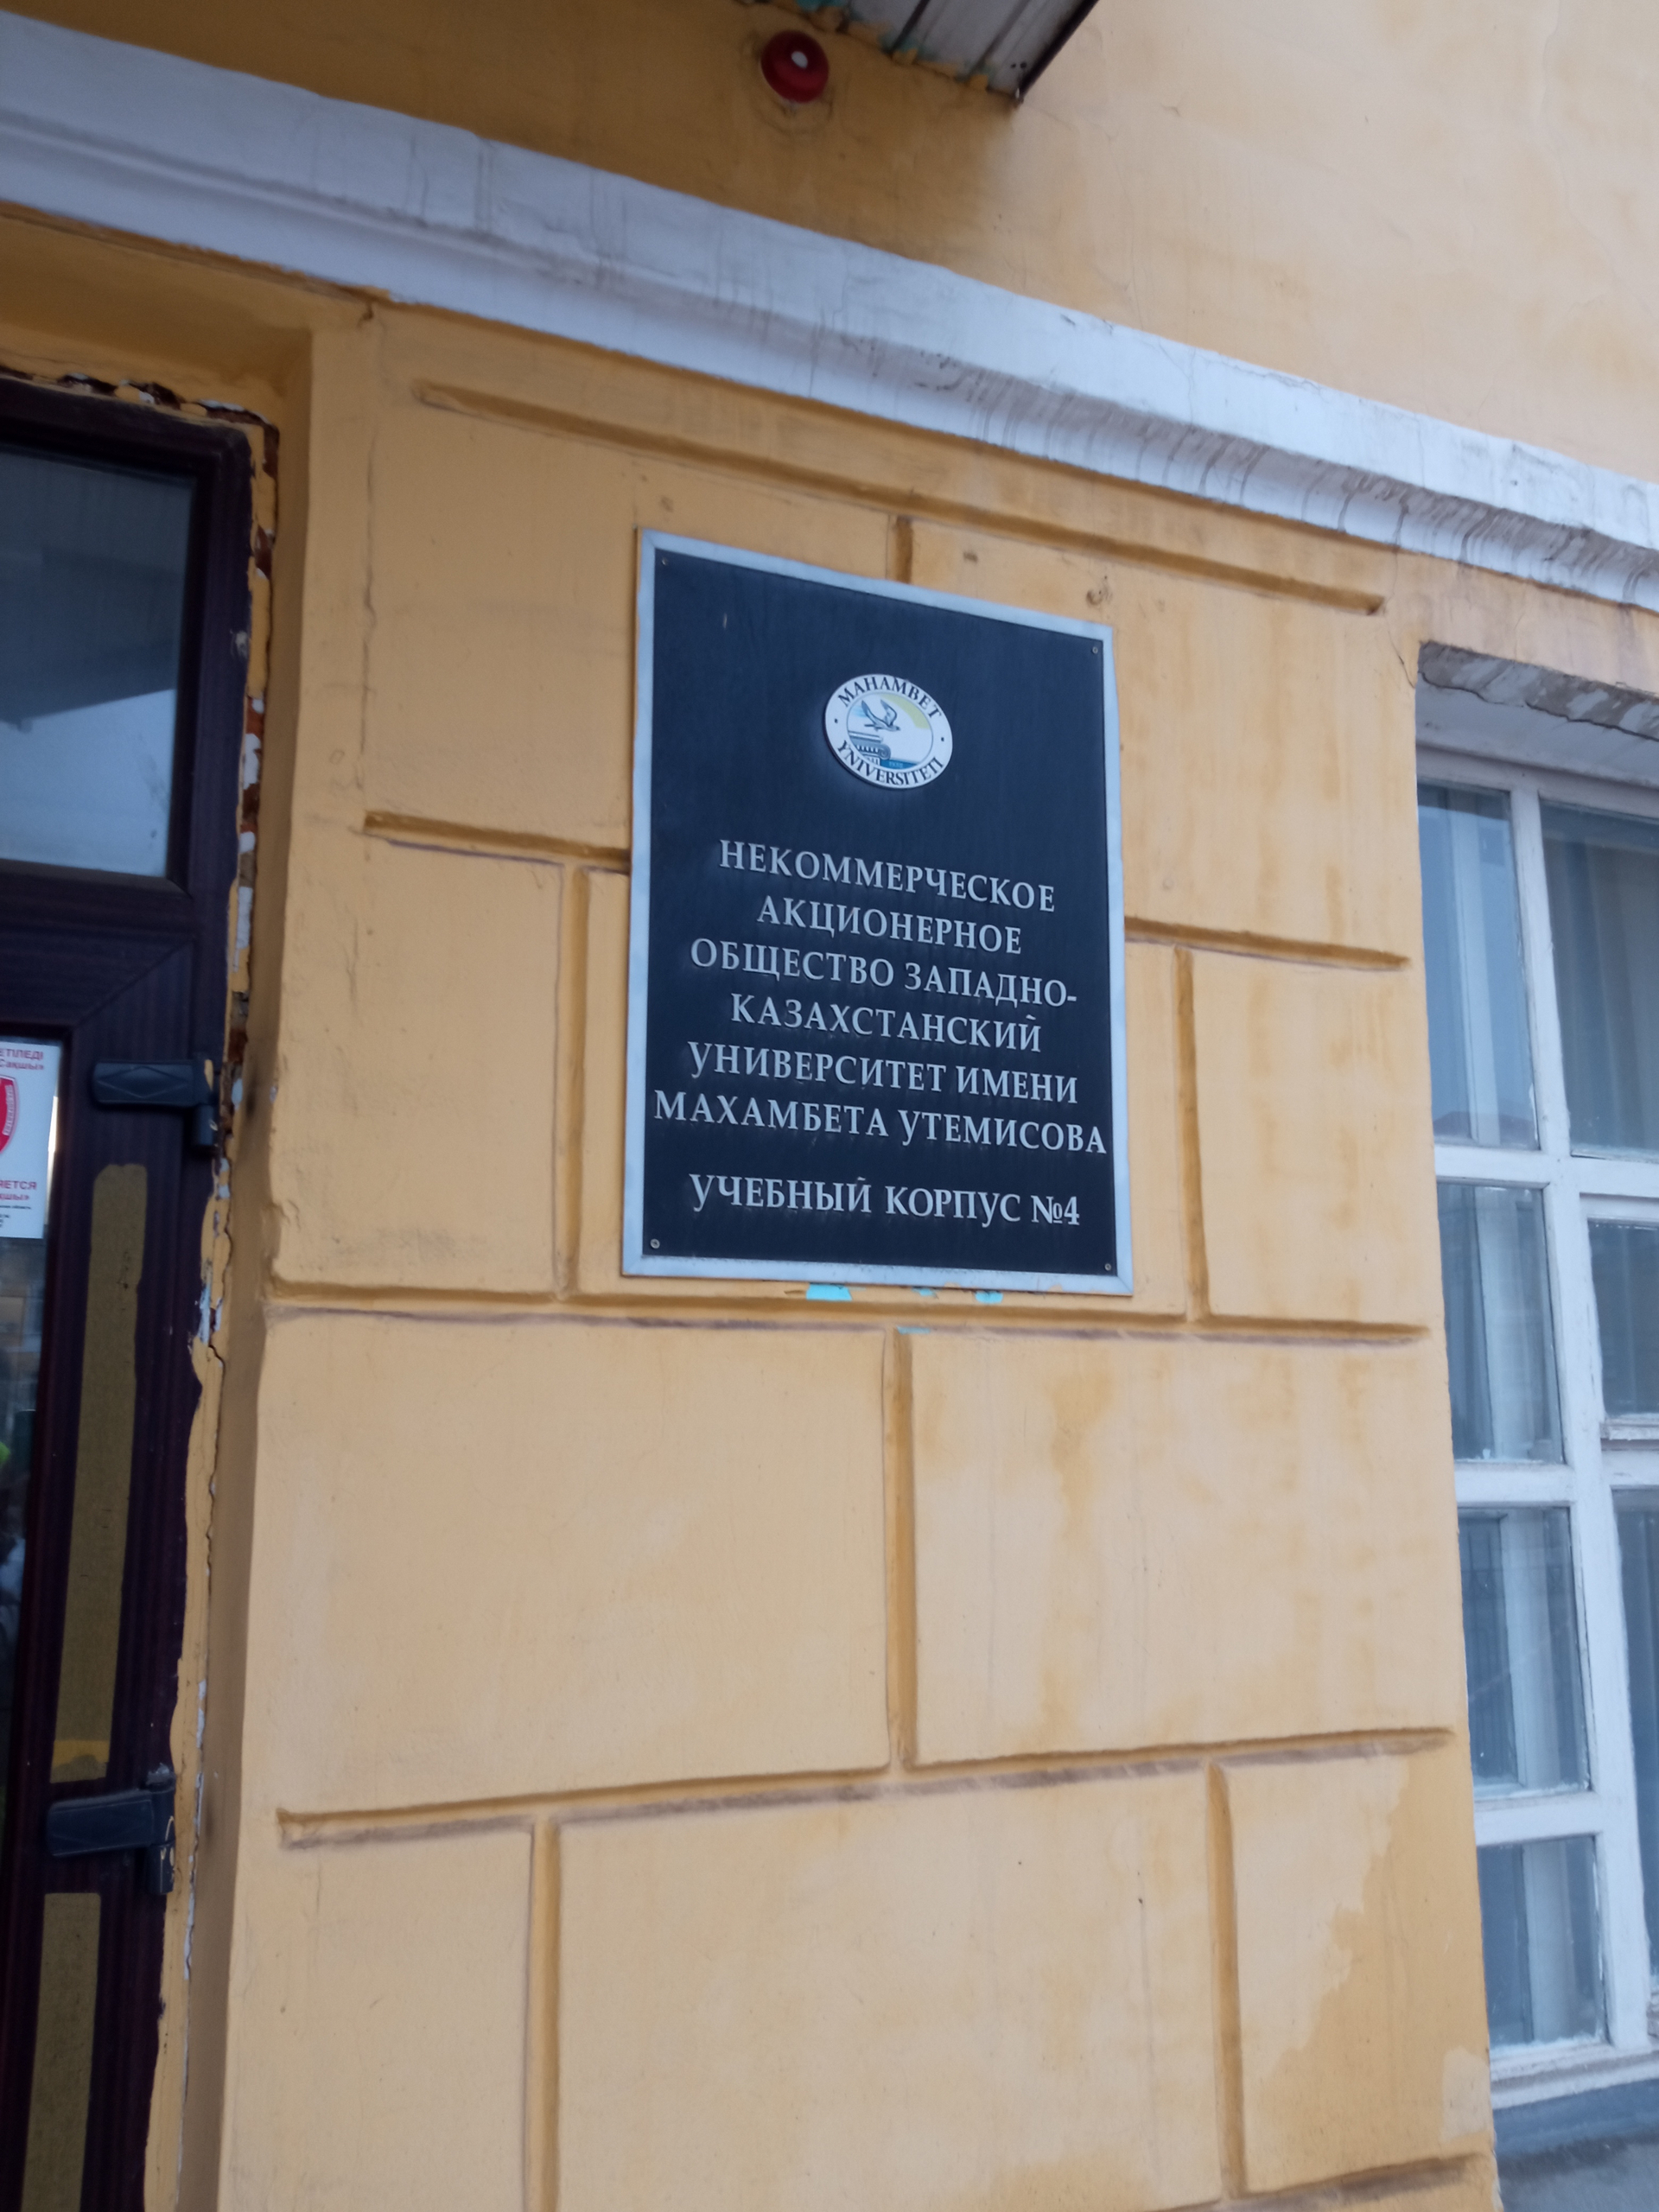 MAHAMBET
YNIVERSITETI
НЕКОММЕРЧЕСКОЕ
АКЦИОНЕРНОЕ
ОБЩЕСТВО ЗАПАДНО-
КАЗАХСТАНСКИЙ
УНИВЕРСИТЕТ ИМЕНИ
МАХАМБЕТА УТЕМИСОВА
УЧЕБНЫЙ КОРПУС №4